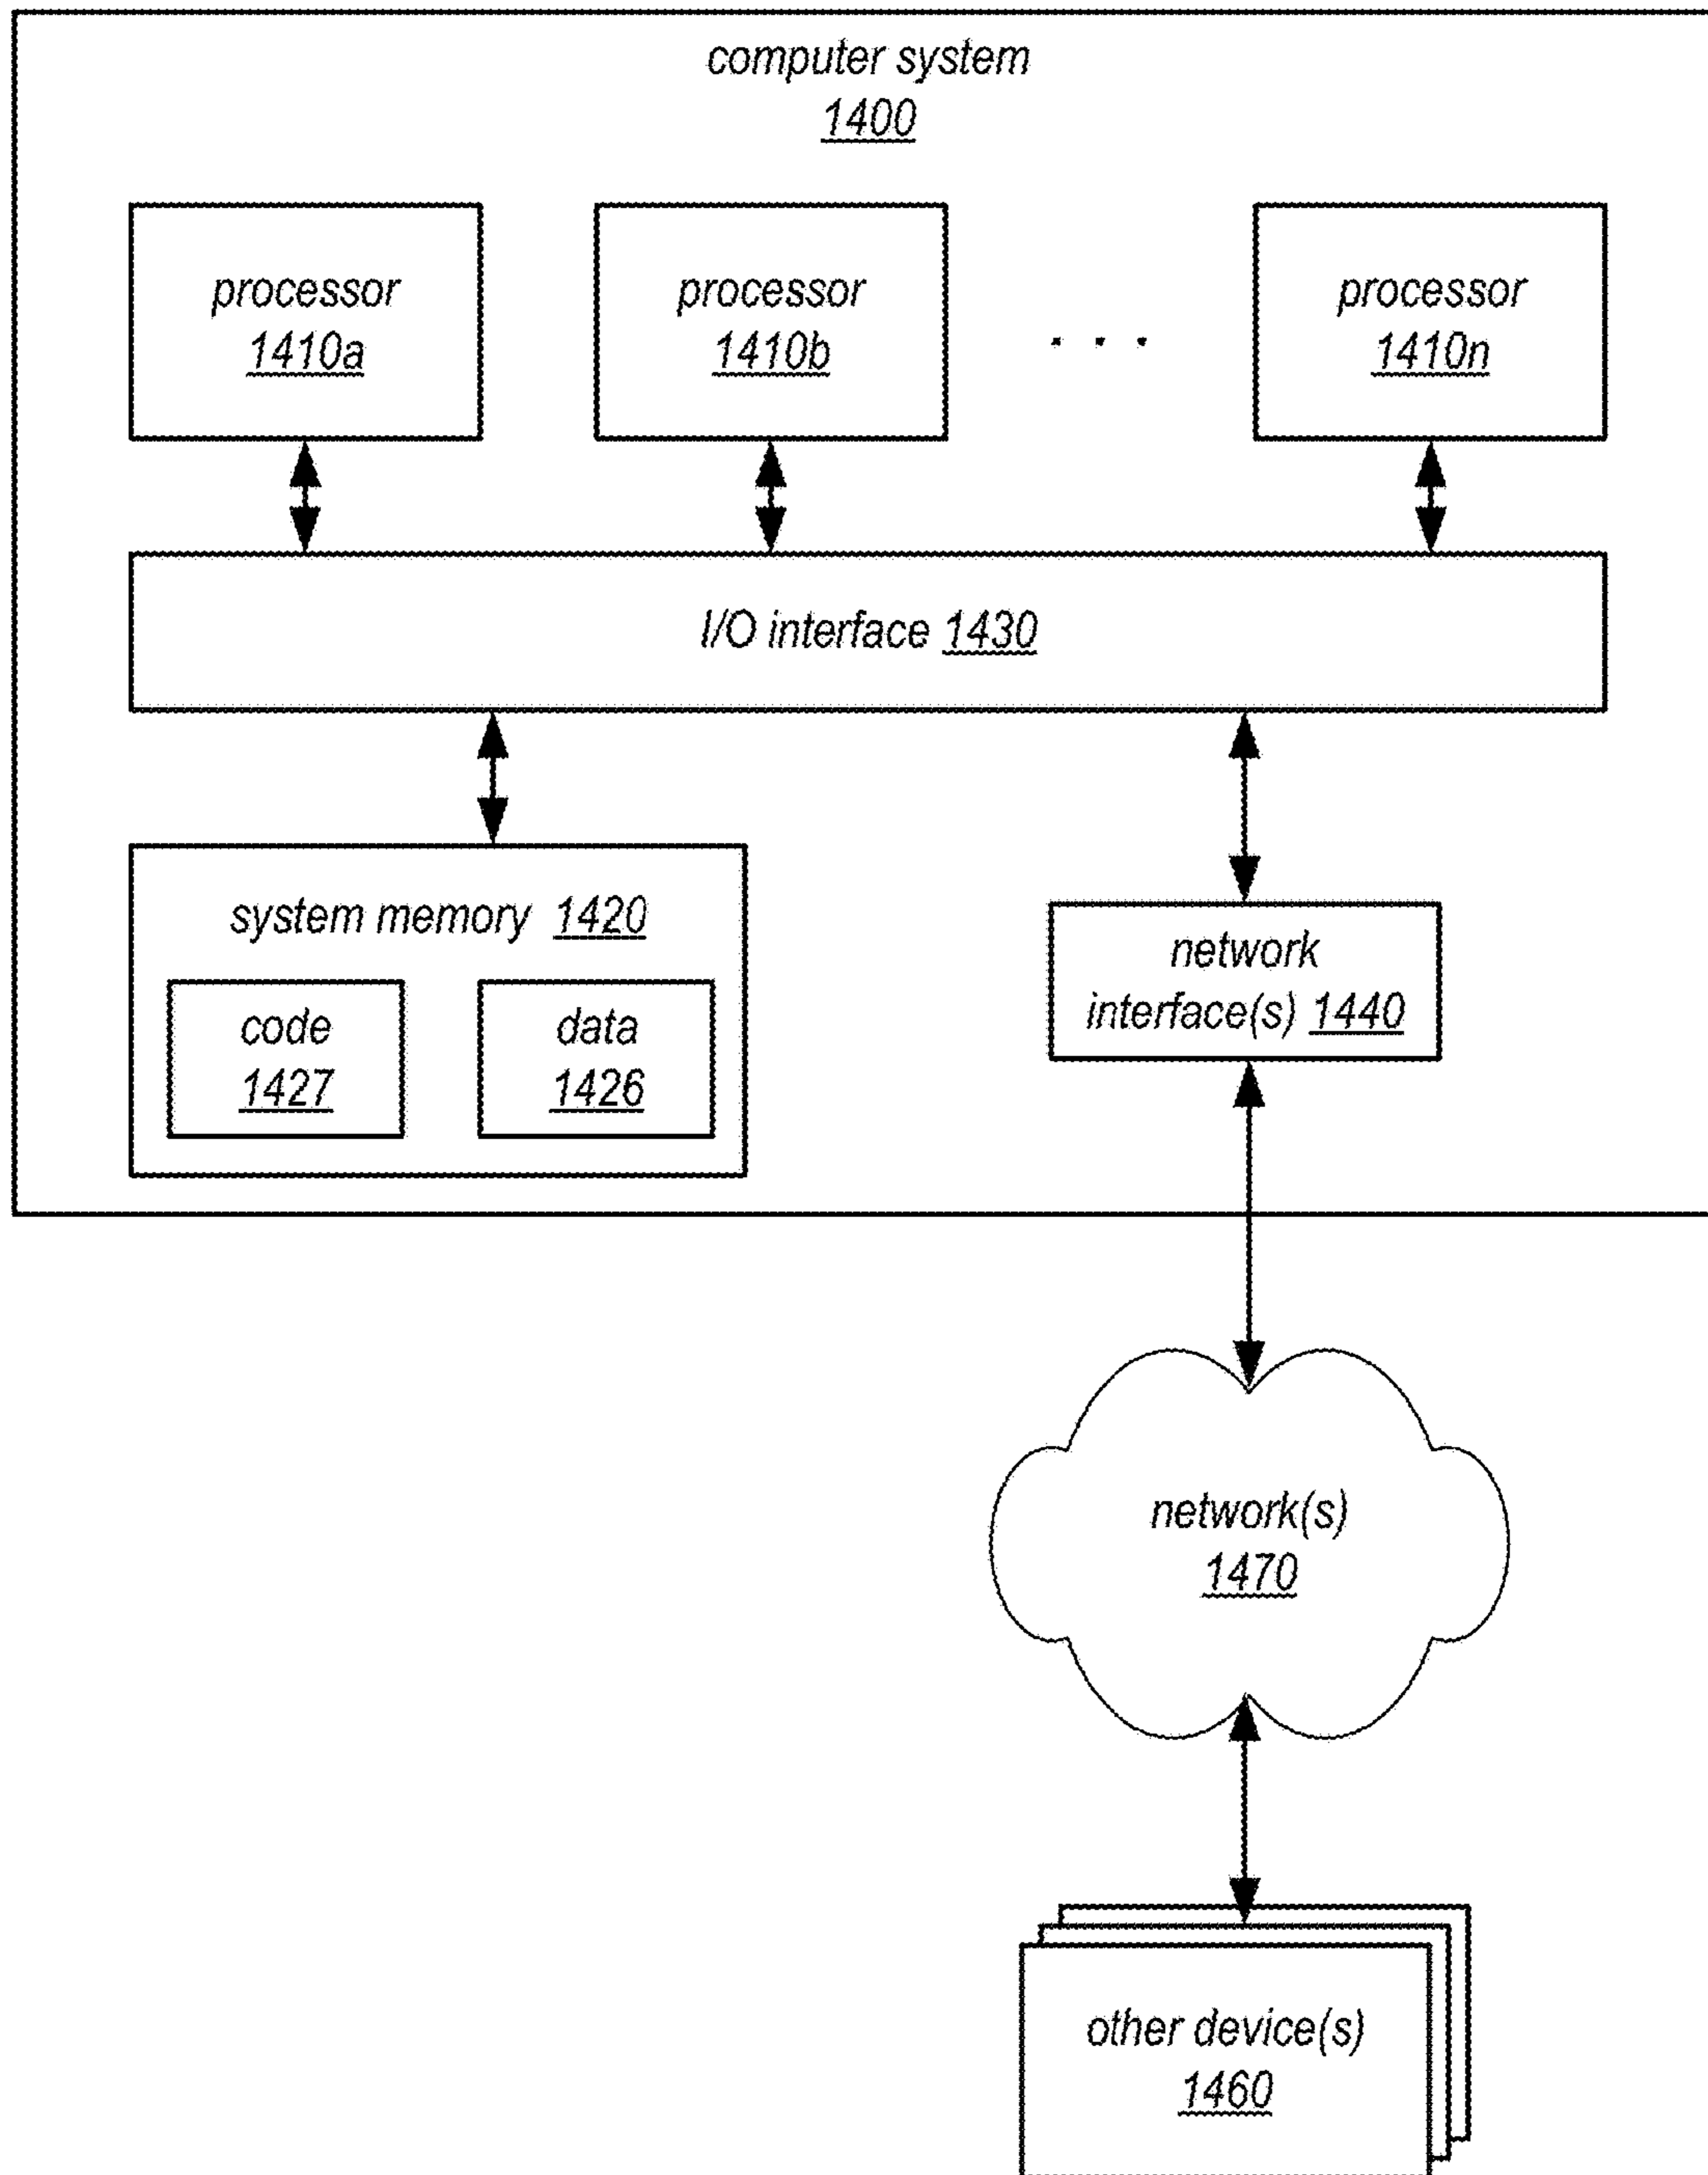 computer system
1400
processor
1410a
processor
1410b
. . .
processor
1410n
I/O interface 1430
system memory 1420
code
1427
data
1426
network
interface(s) 1440
network(s)
1470
other device(s)
1460